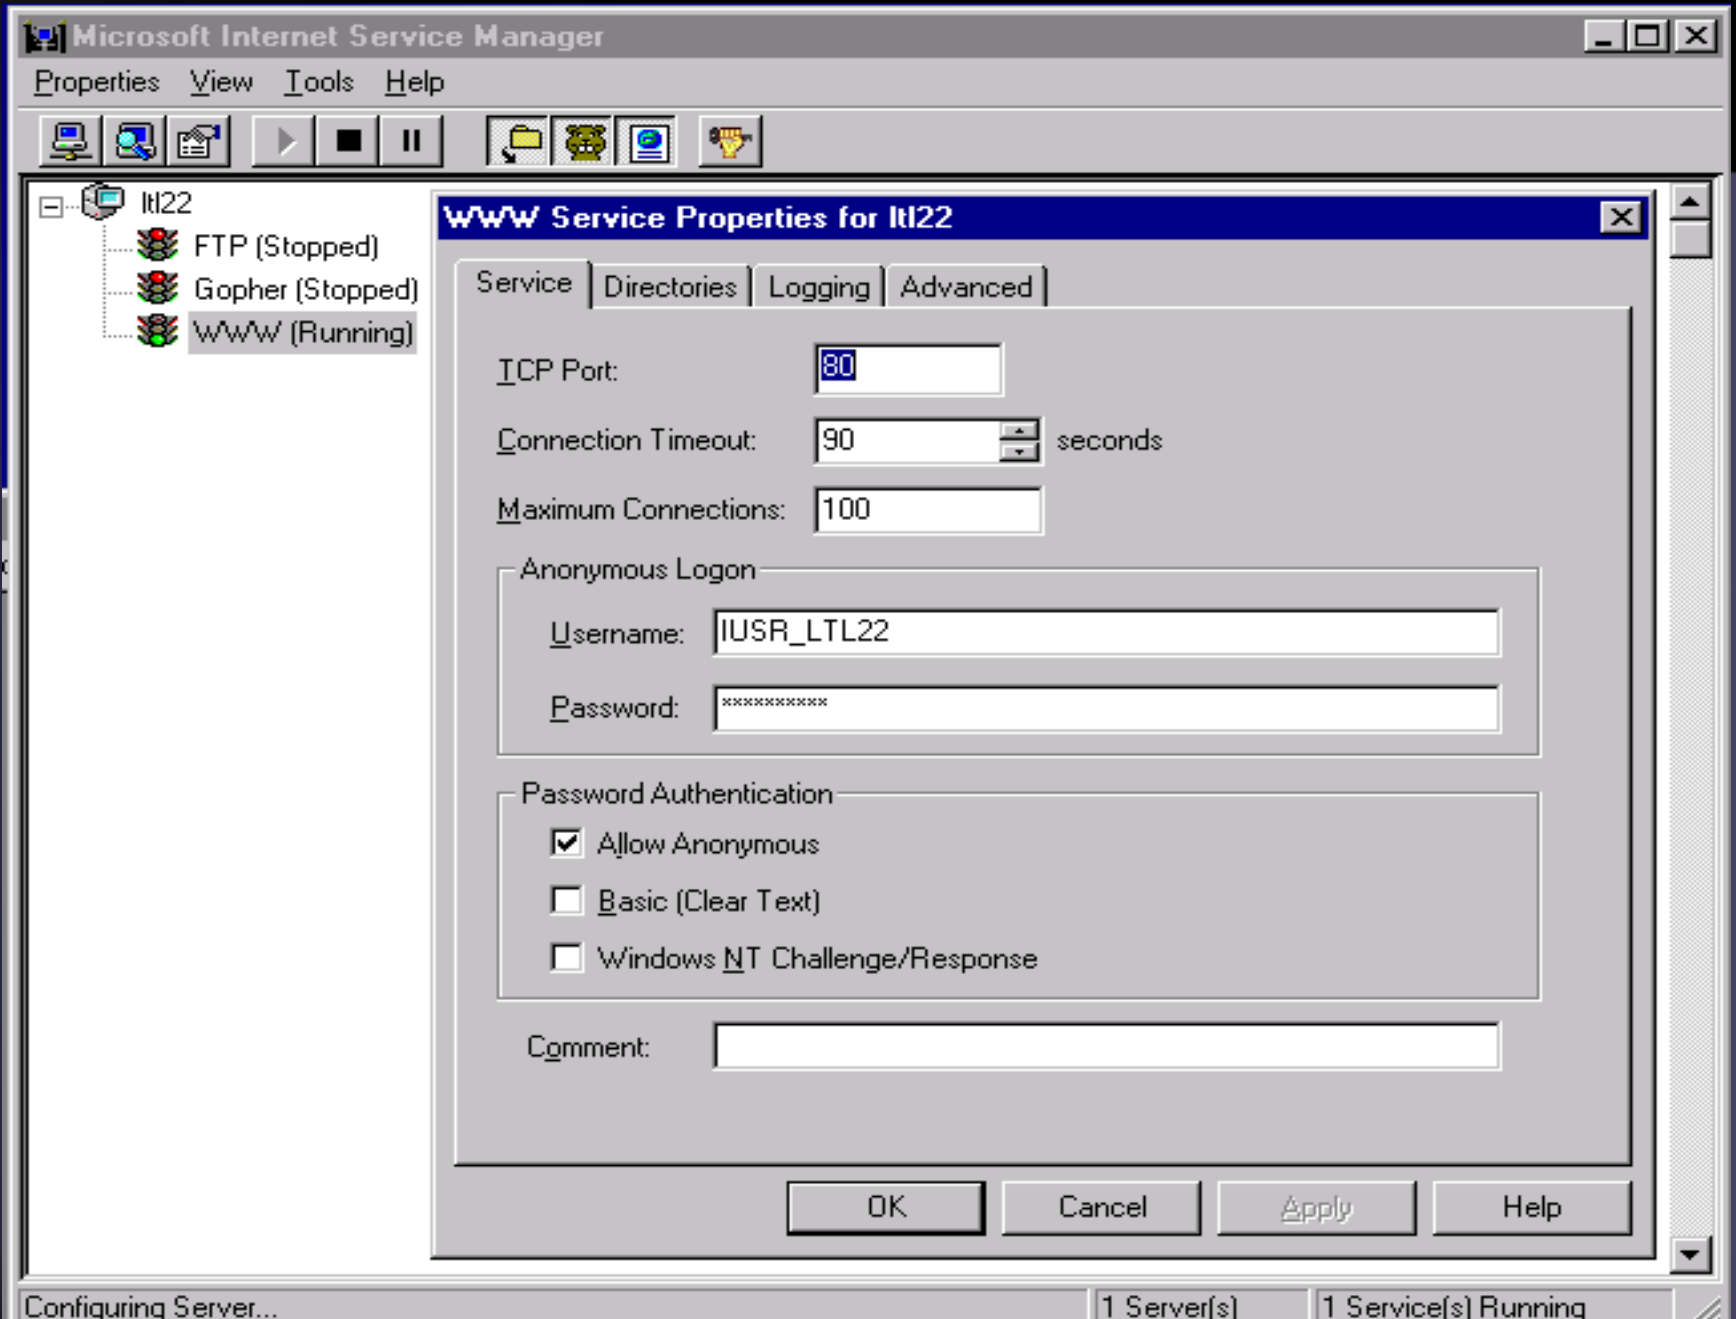 Microsoft Internet Service Manager
Properties View Tools Help
ltl22
FTP (Stopped)
Gopher (Stopped)
WWW (Running)
WWW Service Properties for ltl22
Service Directories Logging Advanced
TCP Port: 80
Connection Timeout: 90 seconds
Maximum Connections: 100
Anonymous Logon
Username: IUSR_LTL22
Password: **********
Password Authentication
Allow Anonymous
Basic (Clear Text)
Windows NT Challenge/Response
Comment:
OK Cancel Apply Help
Configuring Server... 1 Server(s) 1 Service(s) Running